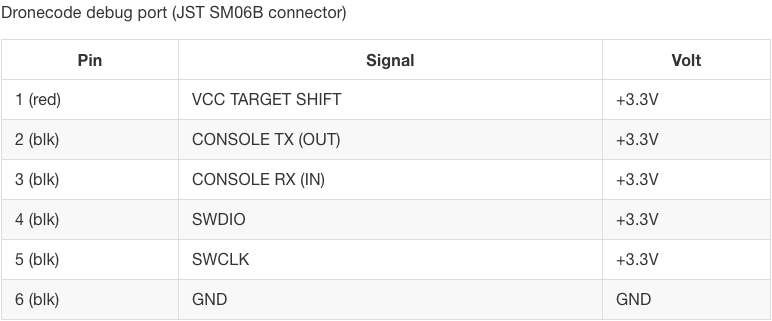 Dronecode debug port (JST SM06B connector)
Pin Signal Volt
1 (red) VCC TARGET SHIFT +3.3V
2 (blk) CONSOLE TX (OUT) +3.3V
3 (blk) CONSOLE RX (IN) +3.3V
4 (blk) SWDIO +3.3V
5 (blk) SWCLK +3.3V
6 (blk) GND GND